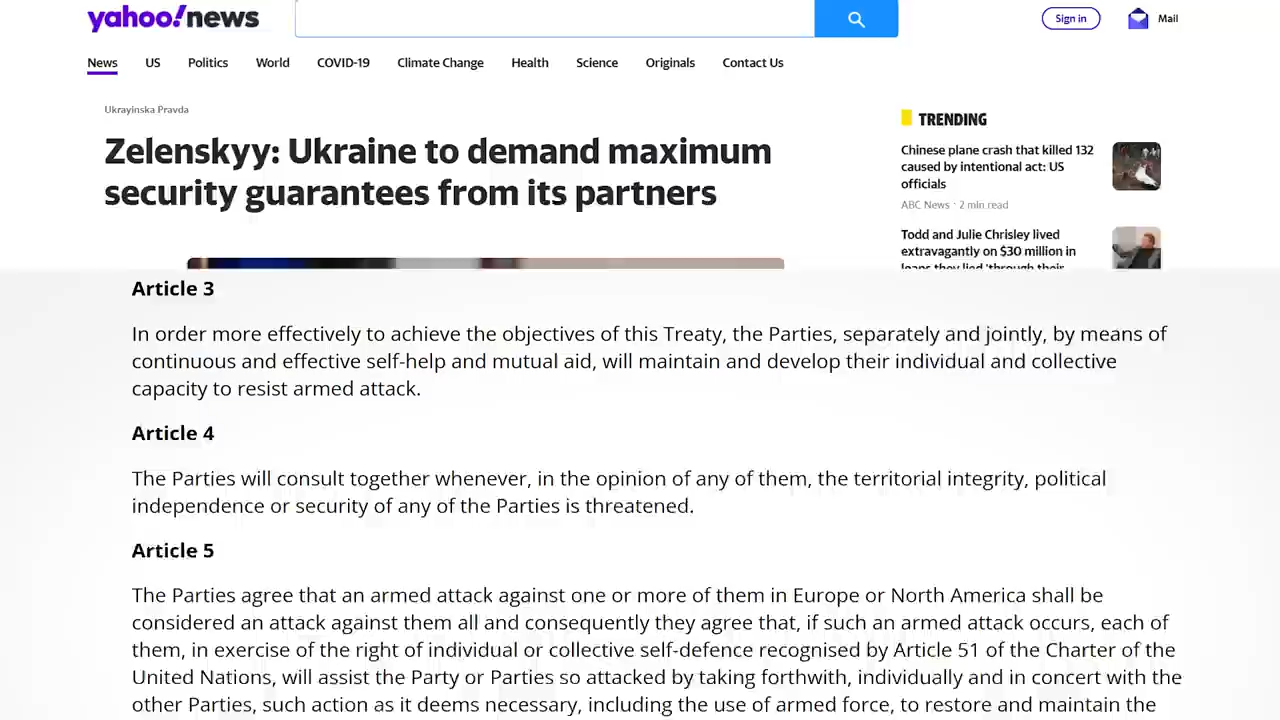 yahoo!news
Sign in
Mail
News US Politics World COVID-19 Climate Change Health Science Originals Contact Us
Ukrayinska Pravda
Zelenskyy: Ukraine to demand maximum
security guarantees from its partners
TRENDING
Chinese plane crash that killed 132
caused by intentional act: US
officials
ABC News · 2 min read
Todd and Julie Chrisley lived
extravagantly on $30 million in
loans they lied 'through their
Article 3
In order more effectively to achieve the objectives of this Treaty, the Parties, separately and jointly, by means of
continuous and effective self-help and mutual aid, will maintain and develop their individual and collective
capacity to resist armed attack.
Article 4
The Parties will consult together whenever, in the opinion of any of them, the territorial integrity, political
independence or security of any of the Parties is threatened.
Article 5
The Parties agree that an armed attack against one or more of them in Europe or North America shall be
considered an attack against them all and consequently they agree that, if such an armed attack occurs, each of
them, in exercise of the right of individual or collective self-defence recognised by Article 51 of the Charter of the
United Nations, will assist the Party or Parties so attacked by taking forthwith, individually and in concert with the
other Parties, such action as it deems necessary, including the use of armed force, to restore and maintain the